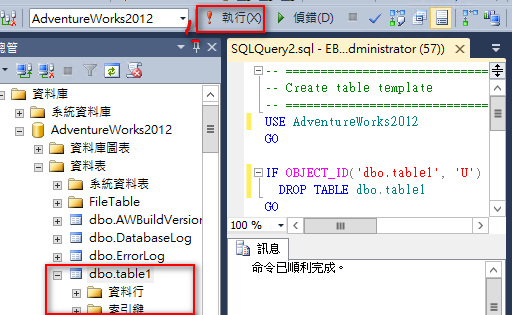 AdventureWorks2012
執行(X)
偵錯(D)
總管
SQLQuery2.sql - EB...dministrator (57))
資料庫
系統資料庫
AdventureWorks2012
資料庫圖表
資料表
系統資料表
FileTable
dbo.AWBuildVersion
dbo.DatabaseLog
dbo.ErrorLog
dbo.table1
資料行
索引鍵
-- =============================
-- Create table template
-- =============================
USE AdventureWorks2012
GO
IF OBJECT_ID('dbo.table1', 'U')
DROP TABLE dbo.table1
GO
100 %
訊息
命令已順利完成。